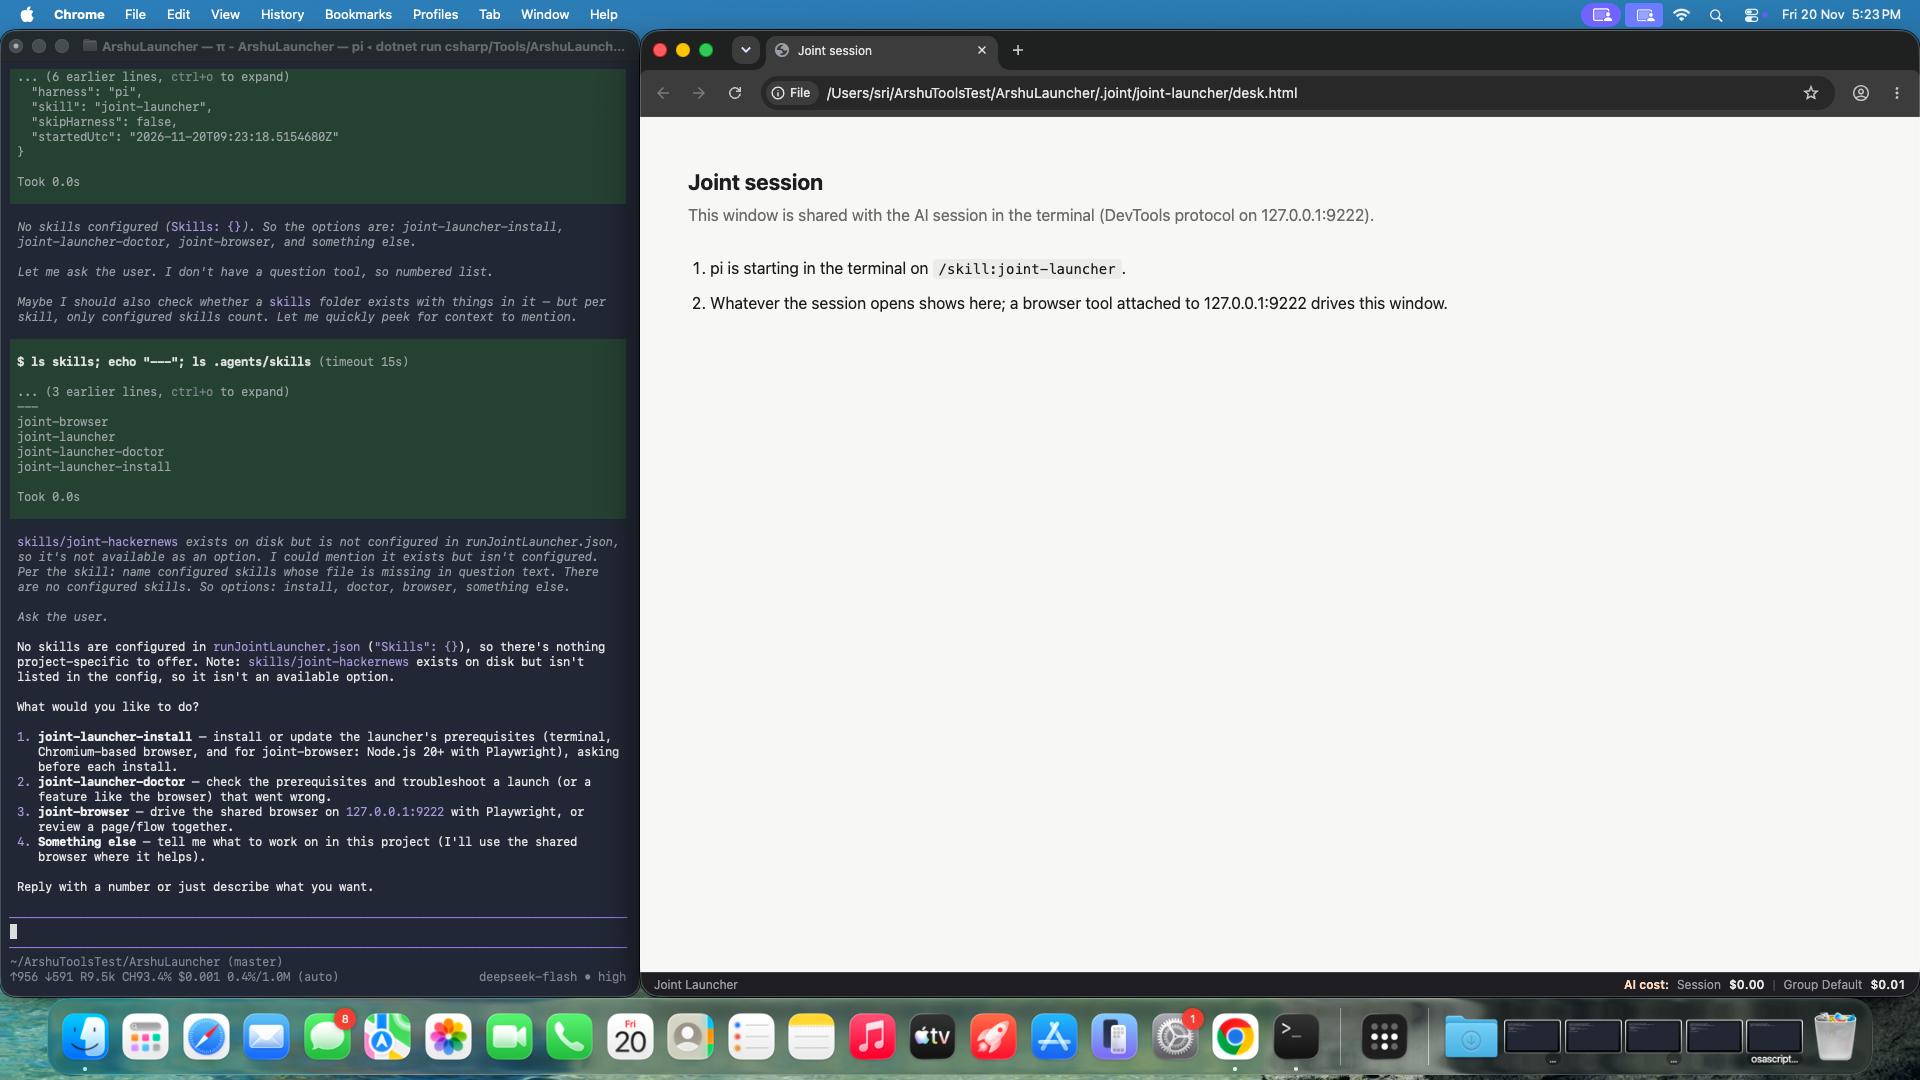 Chrome File Edit View History Bookmarks Profiles Tab Window Help Fri 20 Nov 5:23 PM
ArshuLauncher — π - ArshuLauncher — pi ◂ dotnet run csharp/Tools/ArshuLaunch...
... (6 earlier lines, ctrl+o to expand)
"harness": "pi",
"skill": "joint-launcher",
"skipHarness": false,
"startedUtc": "2026-11-20T09:23:18.5154680Z"
}
Took 0.0s
No skills configured (Skills: {}). So the options are: joint-launcher-install,
joint-launcher-doctor, joint-browser, and something else.
Let me ask the user. I don't have a question tool, so numbered list.
Maybe I should also check whether a skills folder exists with things in it — but per
skill, only configured skills count. Let me quickly peek for context to mention.
$ ls skills; echo "---"; ls .agents/skills (timeout 15s)
... (3 earlier lines, ctrl+o to expand)
---
joint-browser
joint-launcher
joint-launcher-doctor
joint-launcher-install
Took 0.0s
skills/joint-hackernews exists on disk but is not configured in runJointLauncher.json,
so it's not available as an option. I could mention it exists but isn't configured.
Per the skill: name configured skills whose file is missing in question text. There
are no configured skills. So options: install, doctor, browser, something else.
Ask the user.
No skills are configured in runJointLauncher.json ("Skills": {}), so there's nothing
project-specific to offer. Note: skills/joint-hackernews exists on disk but isn't
listed in the config, so it isn't an available option.
What would you like to do?
1. joint-launcher-install — install or update the launcher's prerequisites (terminal,
Chromium-based browser, and for joint-browser: Node.js 20+ with Playwright), asking
before each install.
2. joint-launcher-doctor — check the prerequisites and troubleshoot a launch (or a
feature like the browser) that went wrong.
3. joint-browser — drive the shared browser on 127.0.0.1:9222 with Playwright, or
review a page/flow together.
4. Something else — tell me what to work on in this project (I'll use the shared
browser where it helps).
Reply with a number or just describe what you want.
~/ArshuToolsTest/ArshuLauncher (master)
↑956 ↓591 R9.5k CH93.4% $0.001 0.4%/1.0M (auto) deepseek-flash • high
Joint session
File /Users/sri/ArshuToolsTest/ArshuLauncher/.joint/joint-launcher/desk.html
Joint session
This window is shared with the AI session in the terminal (DevTools protocol on 127.0.0.1:9222).
1. pi is starting in the terminal on /skill:joint-launcher.
2. Whatever the session opens shows here; a browser tool attached to 127.0.0.1:9222 drives this window.
Joint Launcher AI cost: Session $0.00 | Group Default $0.01
8
Fri
20
tv
1
>_
...
...
osascript...